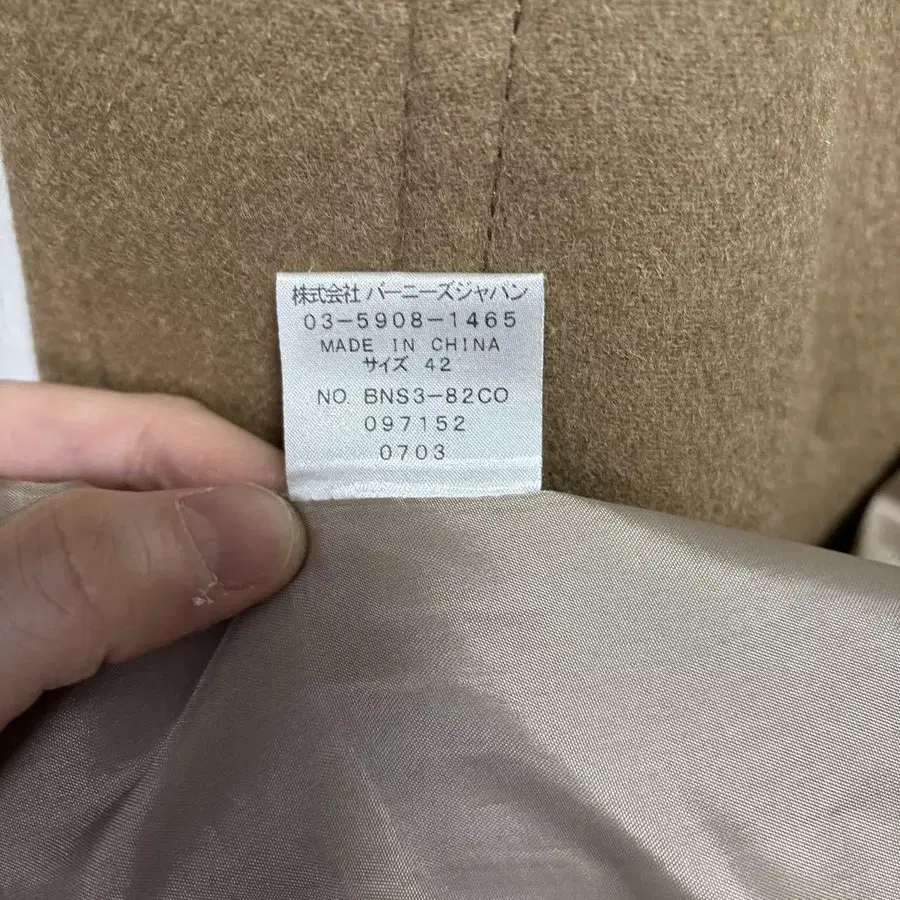 株式会社 バーニーズジャパン
03-5908-1465
MADE IN CHINA
サイズ 42
NO. BNS3-82CO
097152
0703